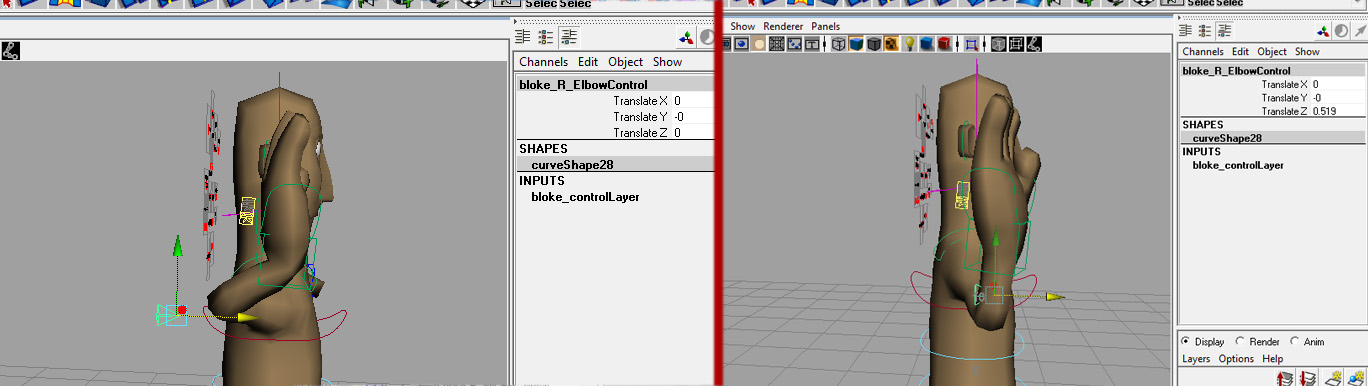 Selec Selec
Channels Edit Object Show
bloke_R_ElbowControl
Translate X 0
Translate Y -0
Translate Z 0
SHAPES
curveShape28
INPUTS
bloke_controlLayer
Selec Selec
Show Renderer Panels
Channels Edit Object Show
bloke_R_ElbowControl
Translate X 0
Translate Y -0
Translate Z 0.519
SHAPES
curveShape28
INPUTS
bloke_controlLayer
Display Render Anim
Layers Options Help